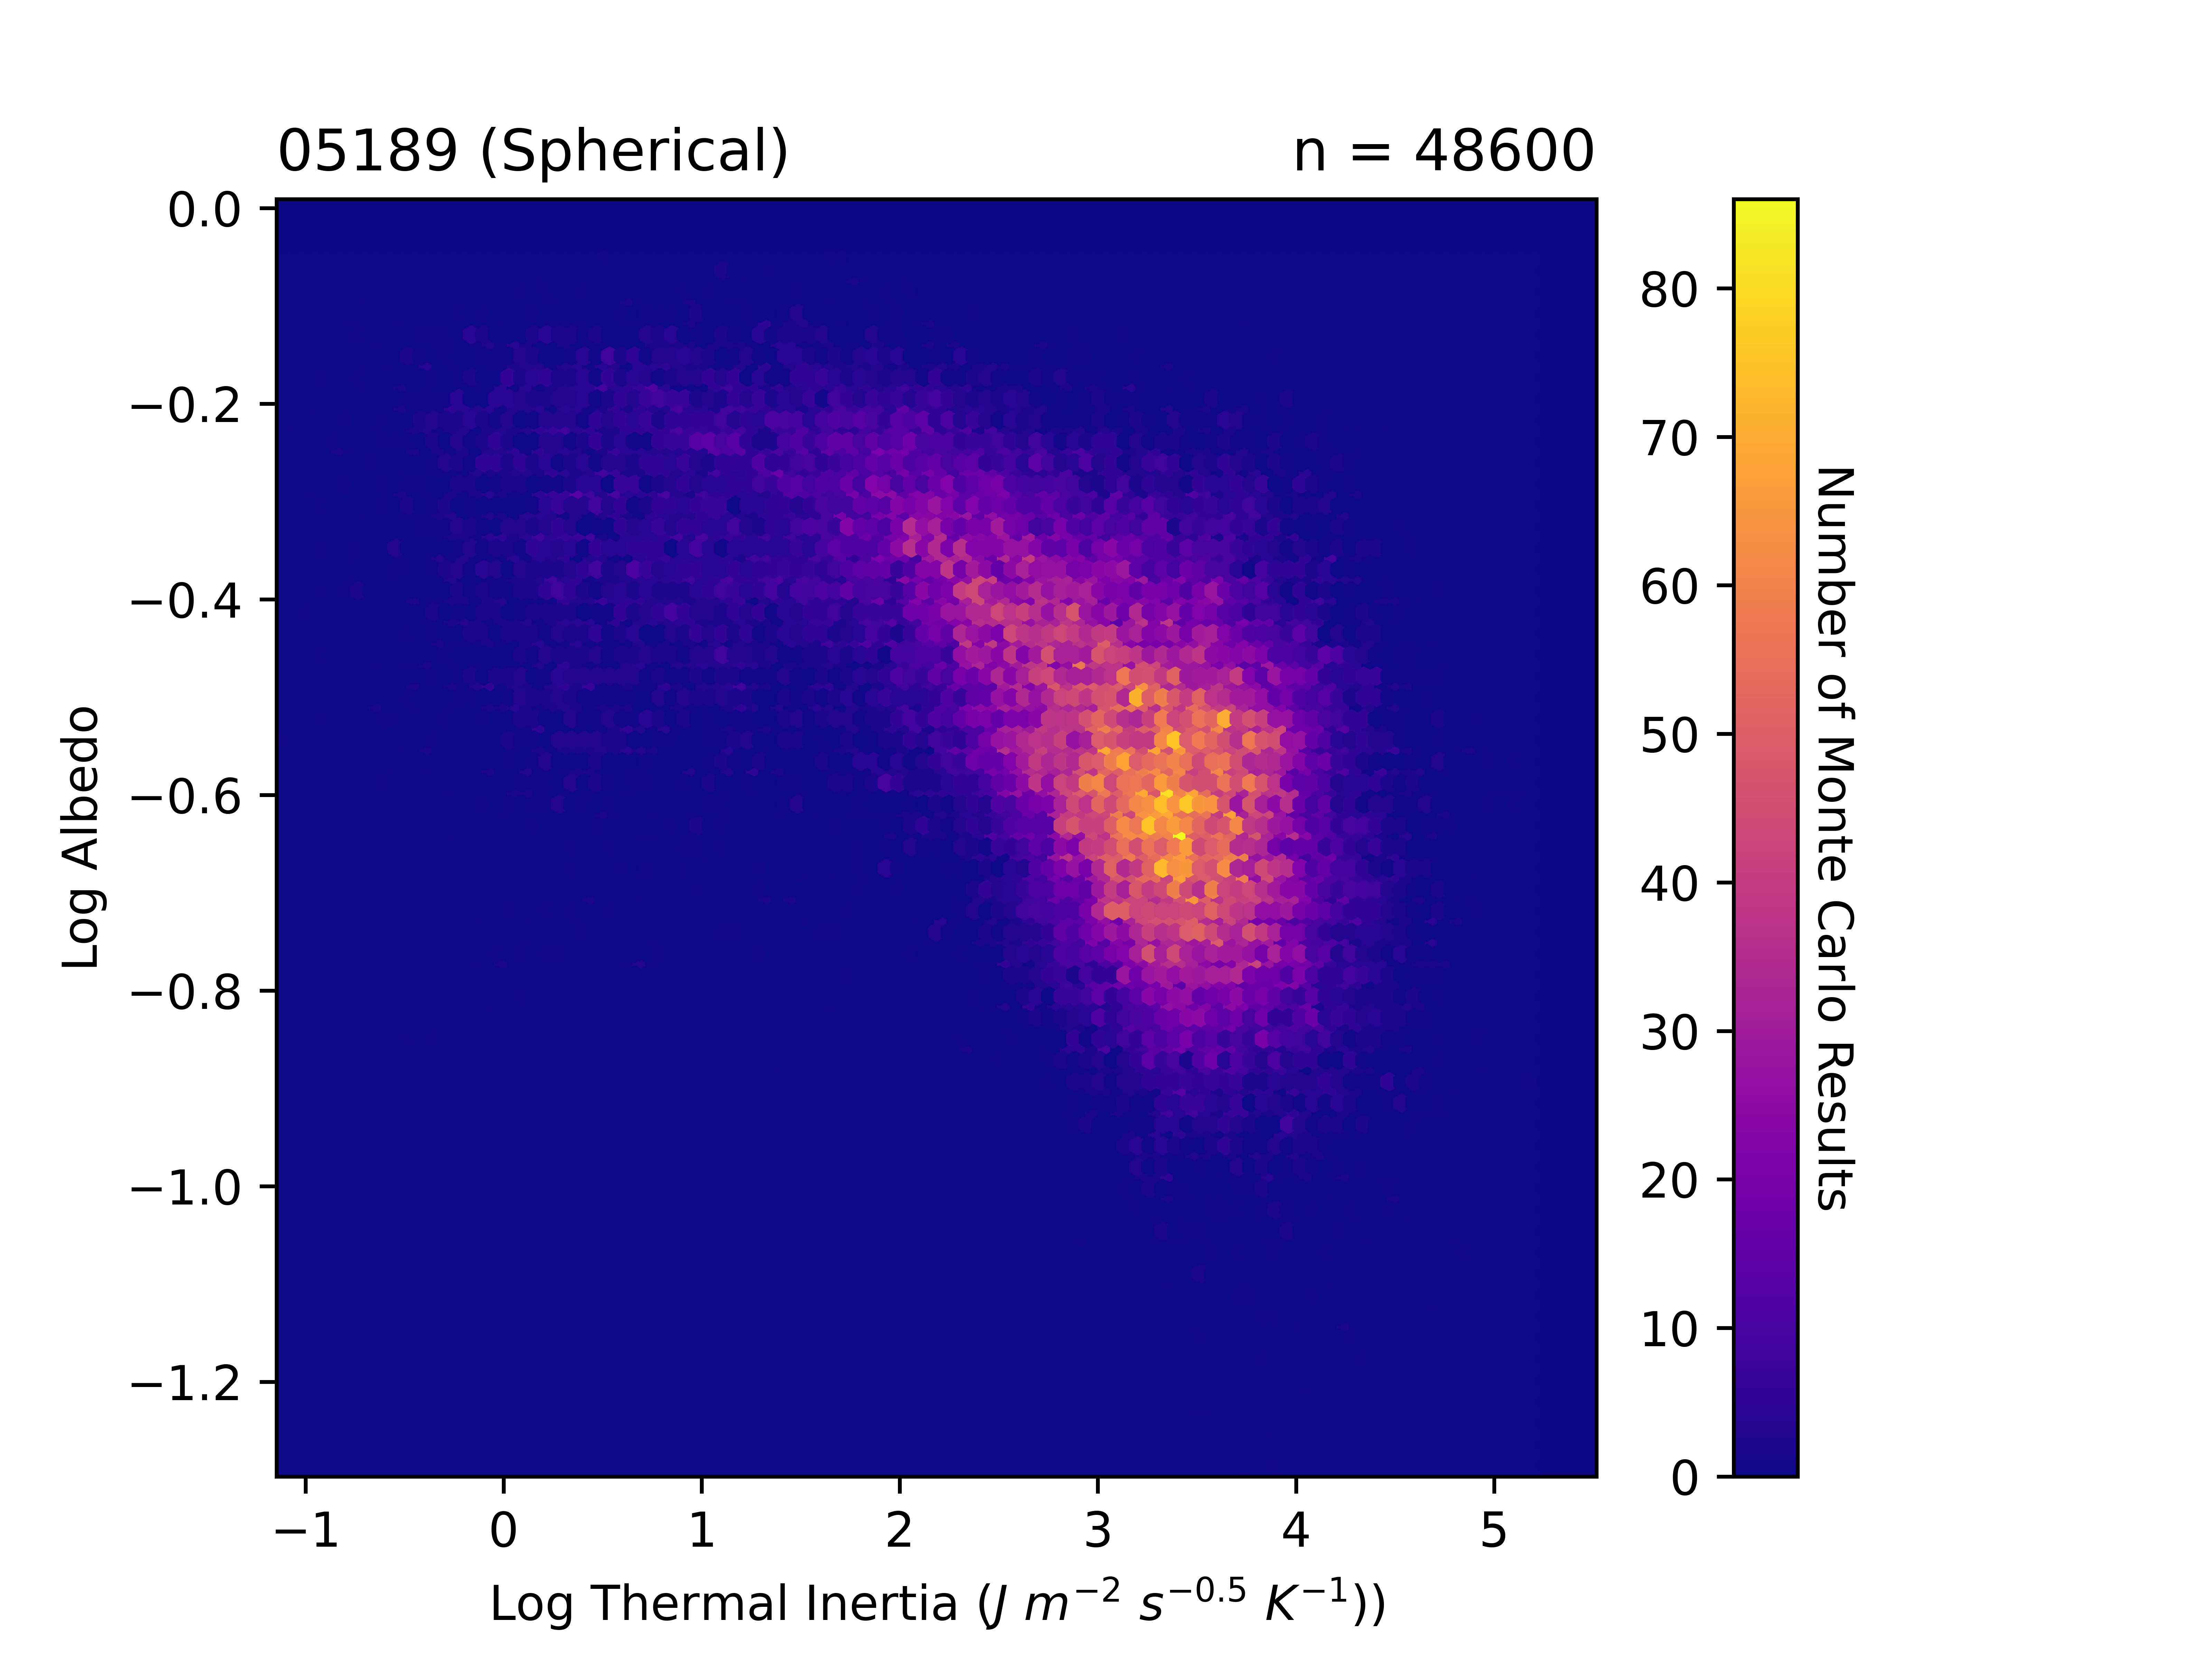 05189 (Spherical)
n = 48600
0.0
−0.2
−0.4
−0.6
−0.8
−1.0
−1.2
Log Albedo
−1 0 1 2 3 4 5
Log Thermal Inertia (J m⁻² s⁻⁰·⁵ K⁻¹))
80
70
60
50
40
30
20
10
0
Number of Monte Carlo Results